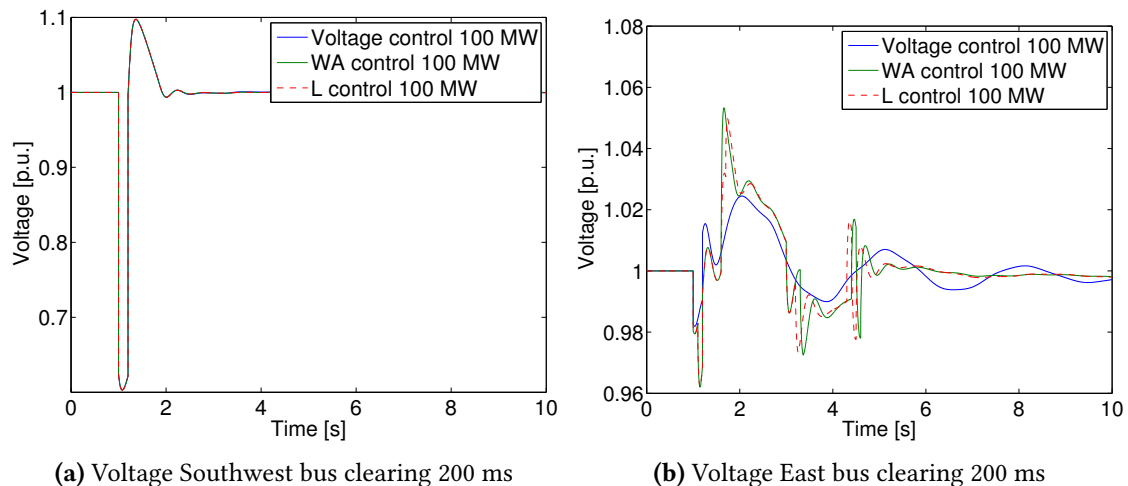 1.1
1
0.9
0.8
0.7
0 2 4 6 8 10
Voltage [p.u.]
Time [s]
Voltage control 100 MW
WA control 100 MW
L control 100 MW
(a) Voltage Southwest bus clearing 200 ms
1.08
1.06
1.04
1.02
1
0.98
0.96
0 2 4 6 8 10
Voltage [p.u.]
Time [s]
Voltage control 100 MW
WA control 100 MW
L control 100 MW
(b) Voltage East bus clearing 200 ms